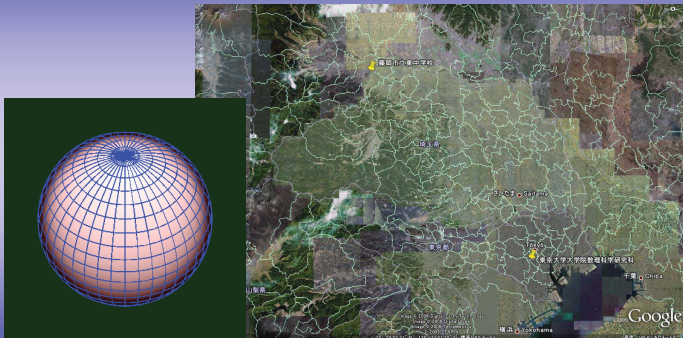 藤岡市立東中学校
埼玉県
さいたま Saitama
東京都
Tokyo
東京大学大学院数理科学研究科
千葉 Chiba
山梨県
横浜 Yokohama
Google